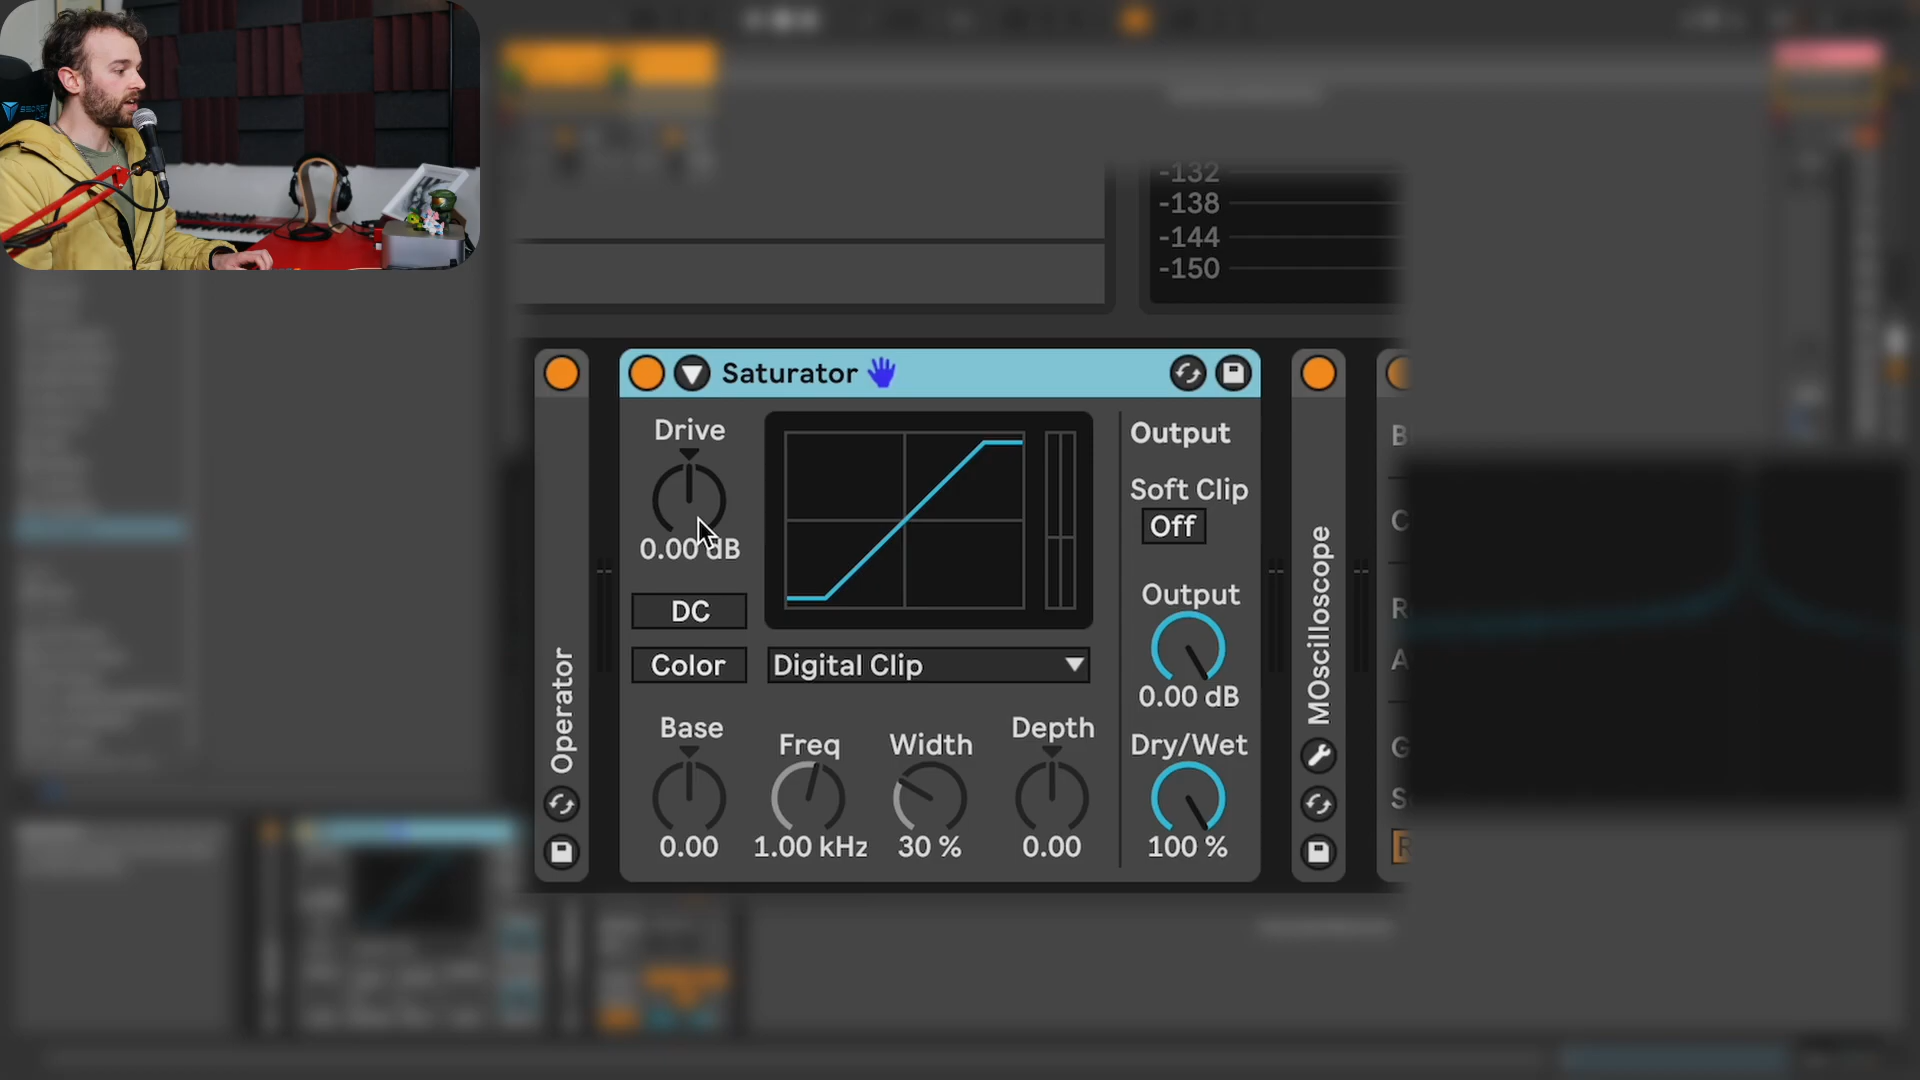 -132
-138
-144
-150
Saturator
Drive
0.00 dB
DC
Color
Digital Clip
Base
0.00
Freq
1.00 kHz
Width
30 %
Depth
0.00
Output
Soft Clip
Off
Output
0.00 dB
Dry/Wet
100 %
Operator
MOscilloscope
B
C
R
A
G
S
R